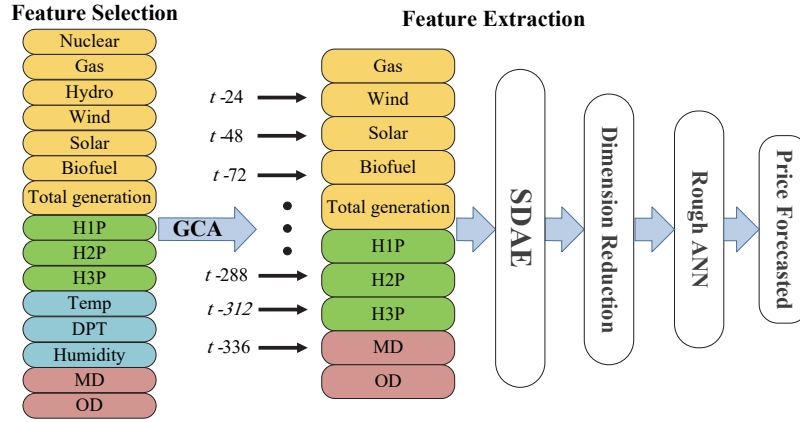 Feature Selection
Nuclear
Gas
Hydro
Wind
Solar
Biofuel
Total generation
H1P
H2P
H3P
Temp
DPT
Humidity
MD
OD
GCA
t -24
t -48
t -72
t -288
t -312
t -336
Feature Extraction
Gas
Wind
Solar
Biofuel
Total generation
H1P
H2P
H3P
MD
OD
SDAE
Dimension Reduction
Rough ANN
Price Forecasted